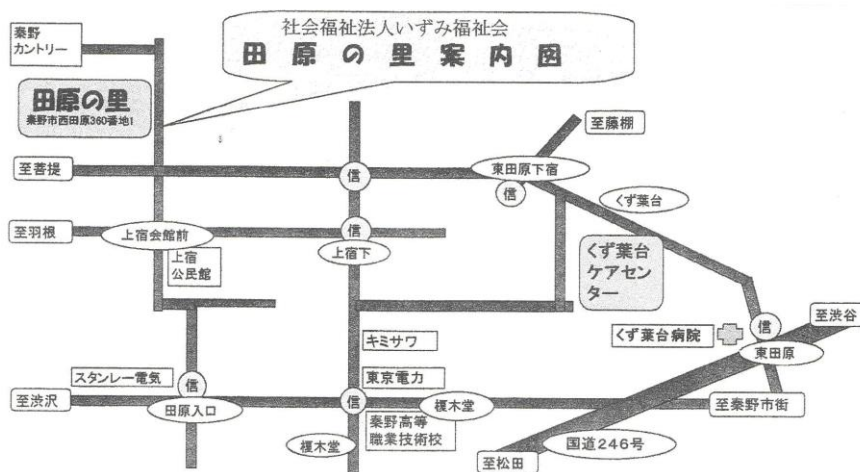 社会福祉法人いずみ福祉会
田原の里案内図
秦野
カントリー
田原の里
秦野市西田原360番地1
至藤棚
至菩提
信
東田原下宿
信
くず葉台
至羽根
上宿会館前
信
上宿下
上宿
公民館
くず葉台
ケアセン
ター
至渋谷
信
くず葉台病院
東田原
キミサワ
スタンレー電気
信
東京電力
至渋沢
田原入口
信
榎木堂
至秦野市街
秦野高等
職業技術校
榎木堂
国道246号
至松田